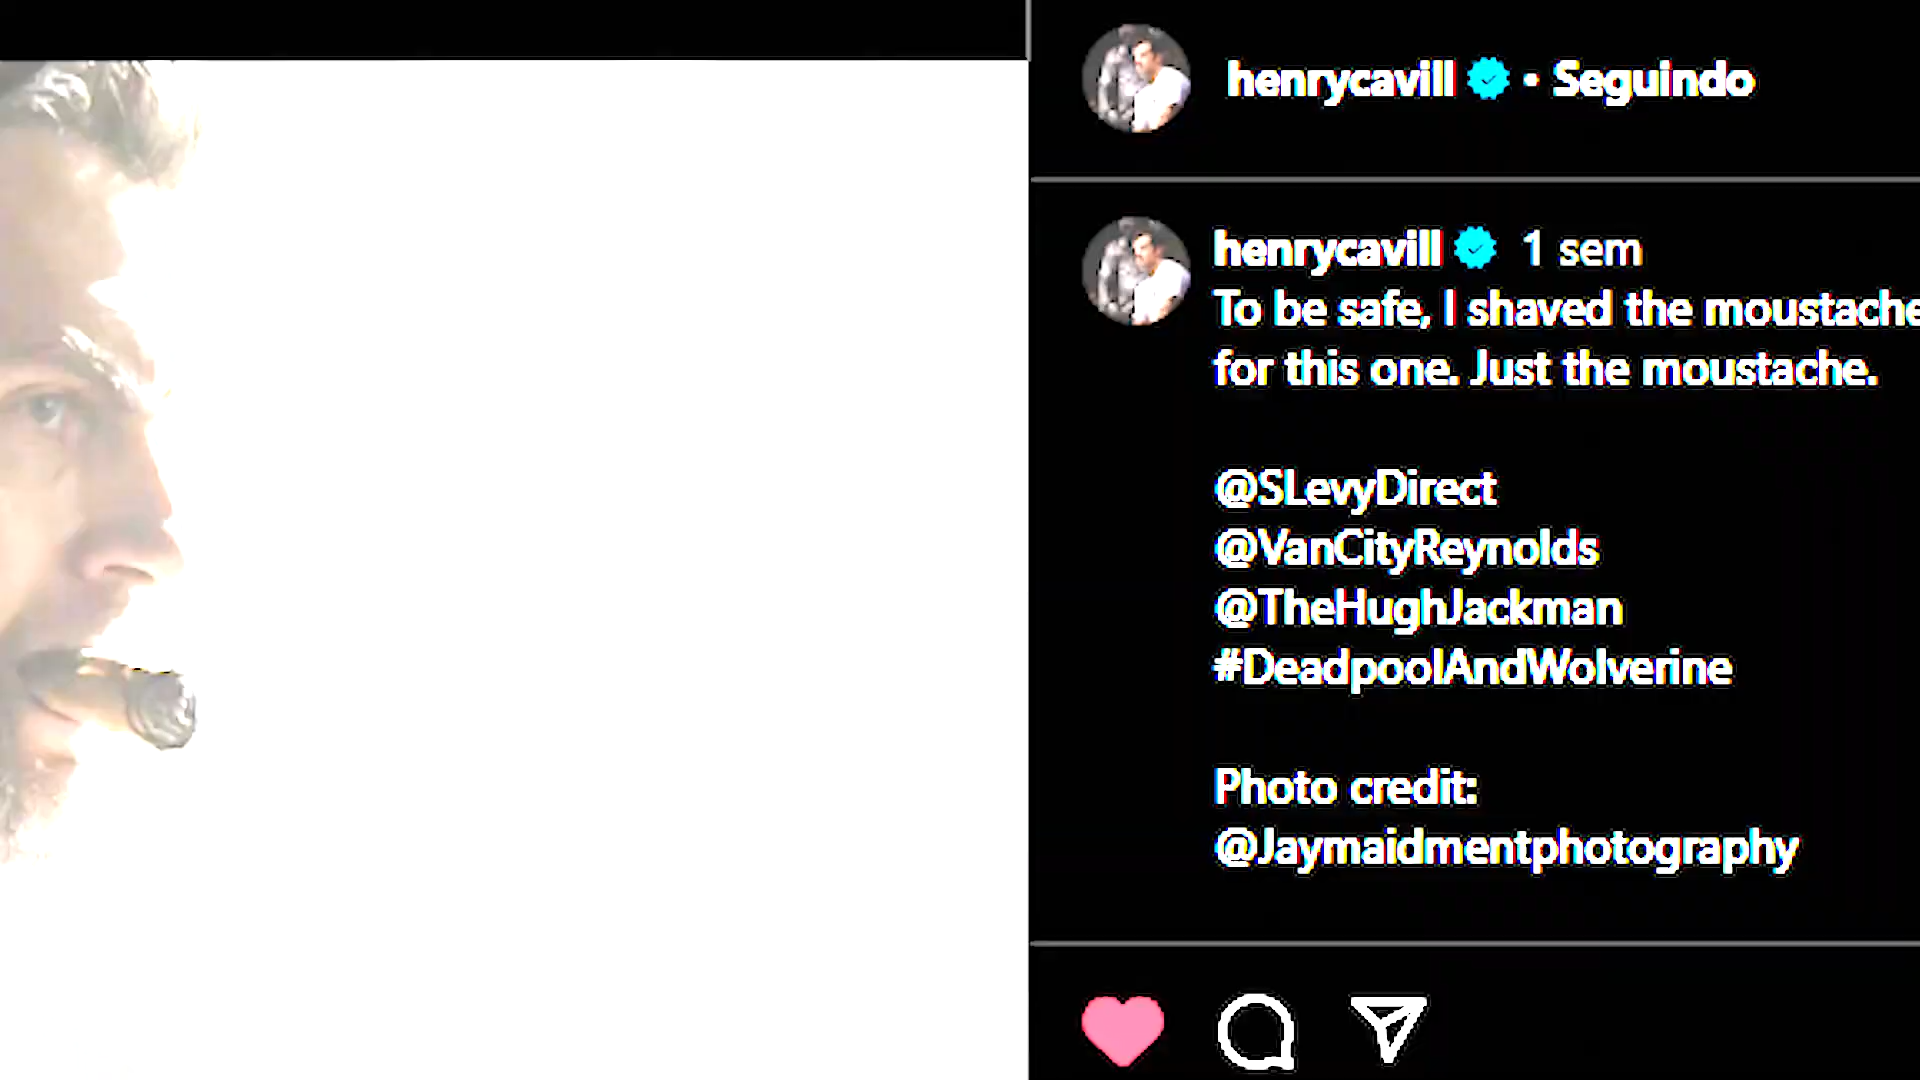 henrycavill • Seguindo
henrycavill 1 sem
To be safe, I shaved the moustache
for this one. Just the moustache.
@SLevyDirect
@VanCityReynolds
@TheHughJackman
#DeadpoolAndWolverine
Photo credit:
@Jaymaidmentphotography